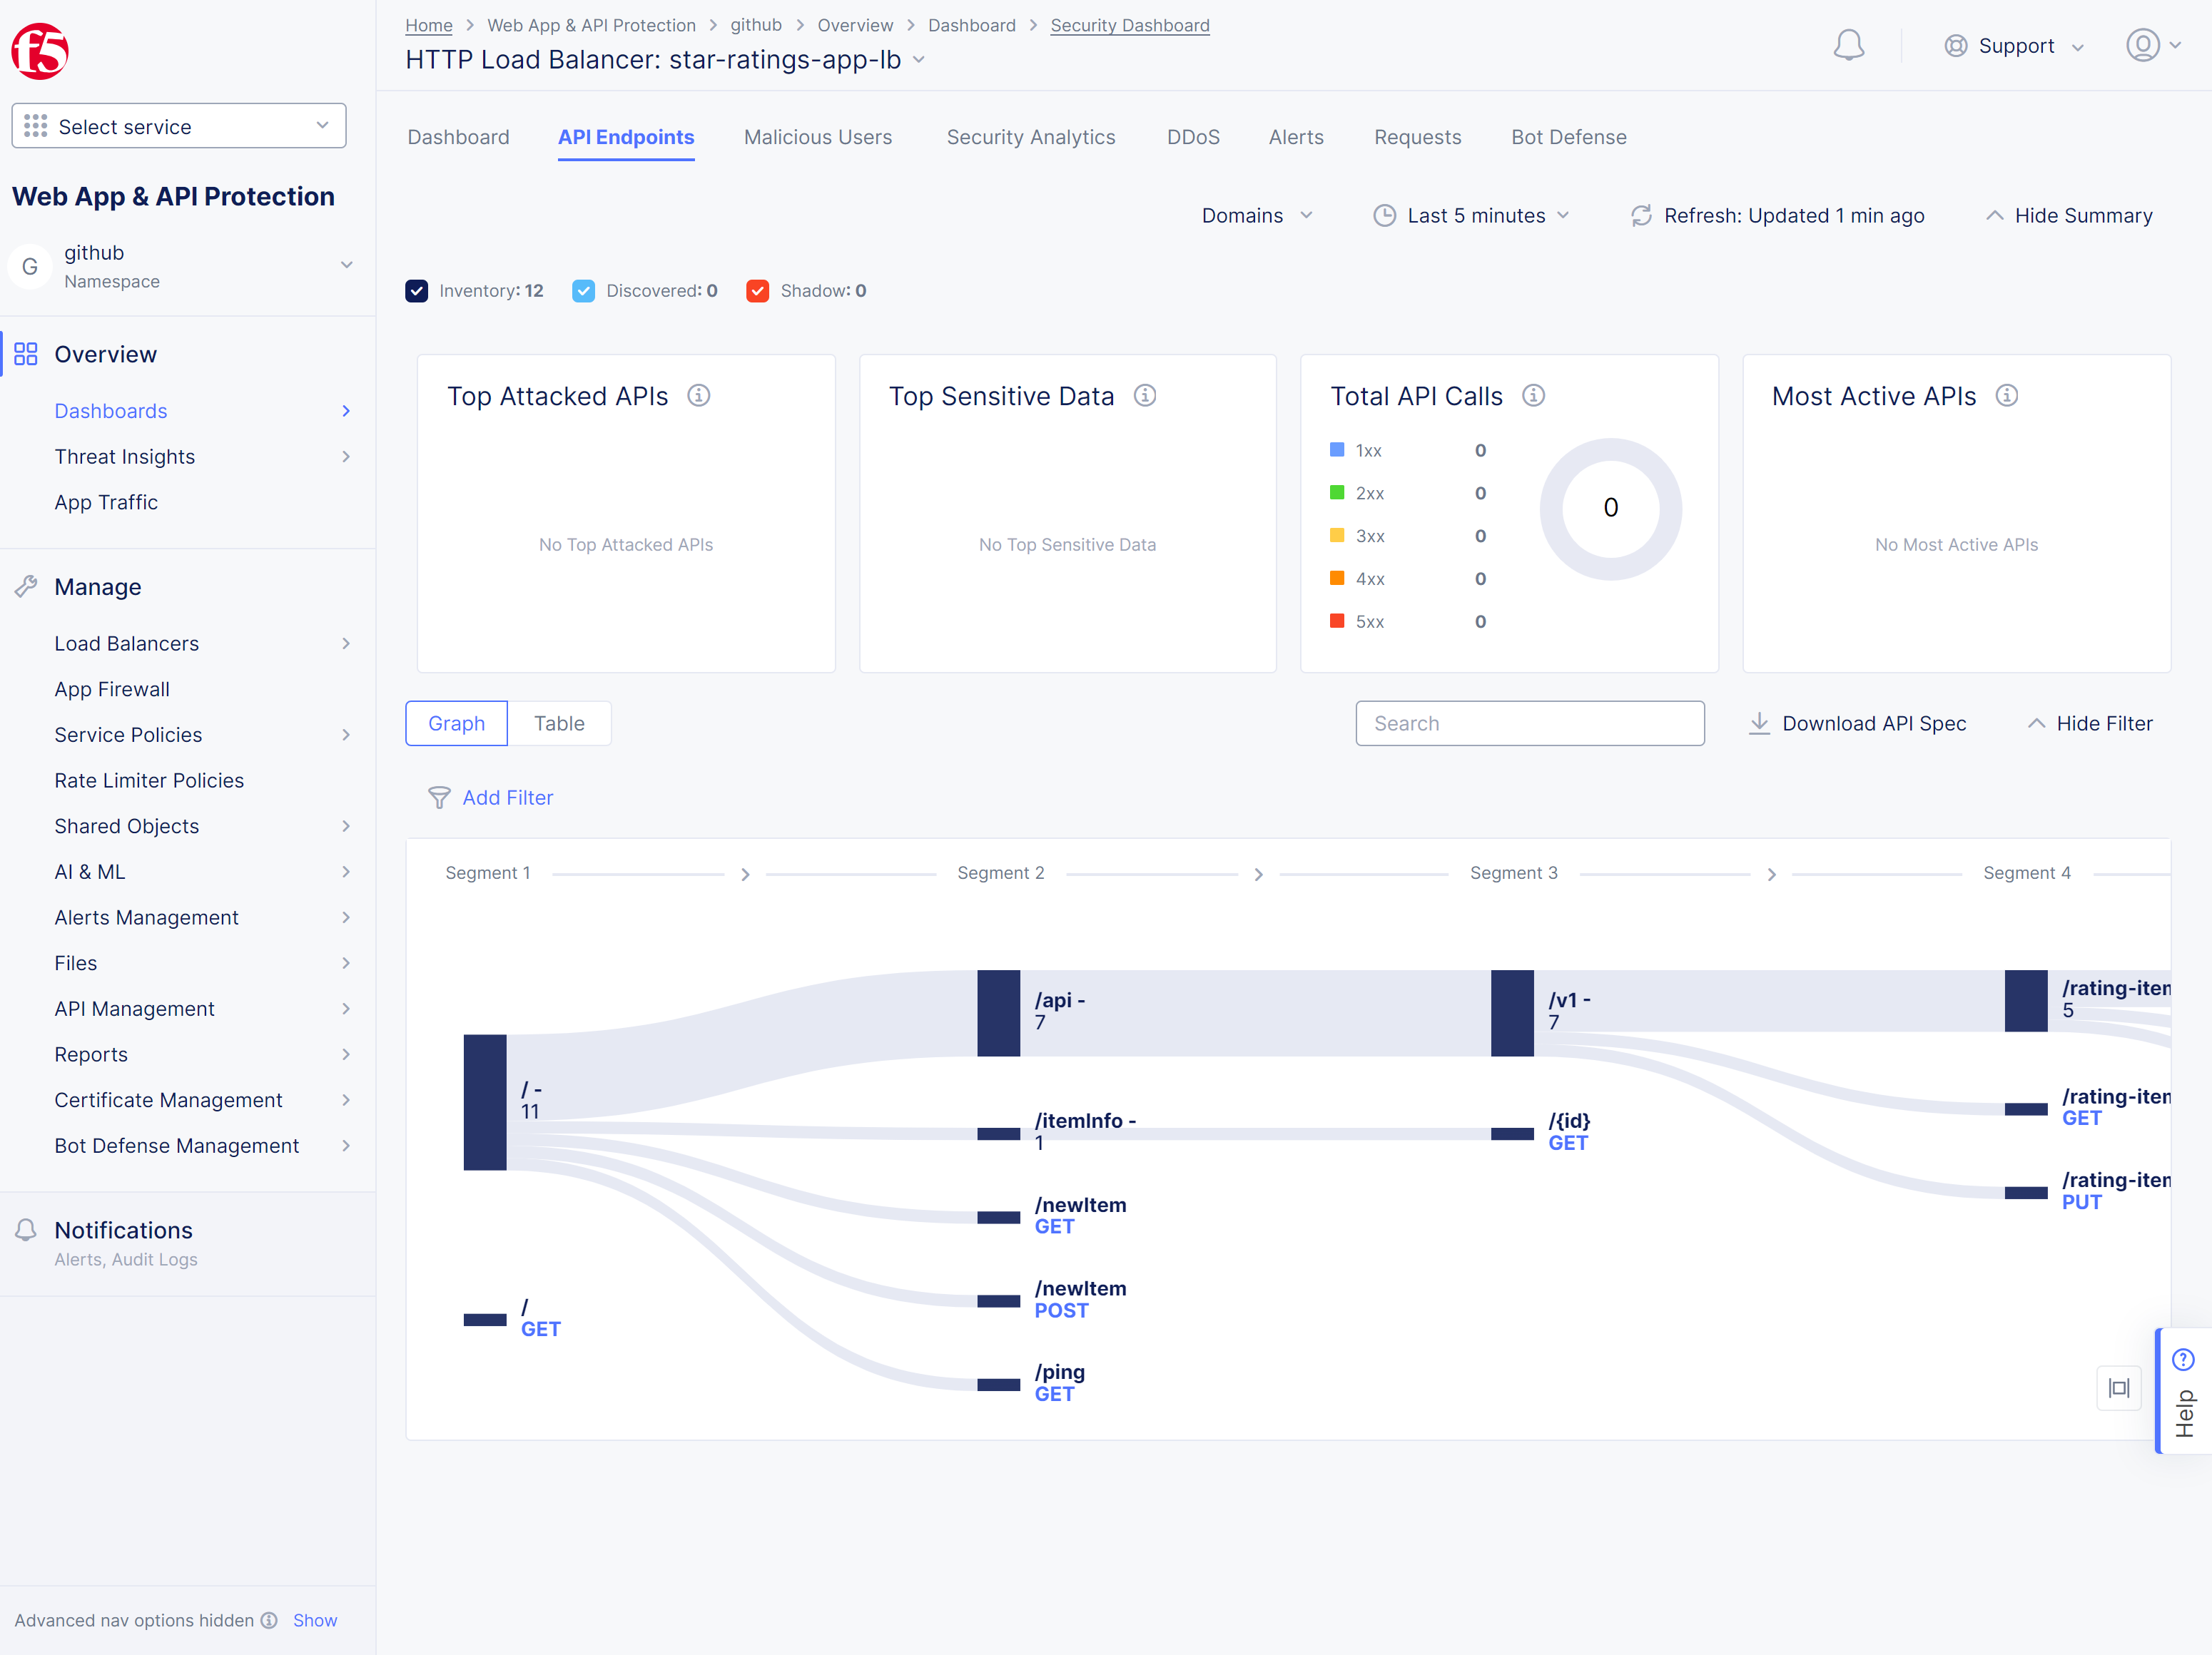 f5
Home > Web App & API Protection > github > Overview > Dashboard > Security Dashboard
HTTP Load Balancer: star-ratings-app-lb
Support
Select service
Web App & API Protection
G
github
Namespace
Overview
Dashboards
Threat Insights
App Traffic
Manage
Load Balancers
App Firewall
Service Policies
Rate Limiter Policies
Shared Objects
AI & ML
Alerts Management
Files
API Management
Reports
Certificate Management
Bot Defense Management
Notifications
Alerts, Audit Logs
Advanced nav options hidden Show
Dashboard API Endpoints Malicious Users Security Analytics DDoS Alerts Requests Bot Defense
Domains Last 5 minutes Refresh: Updated 1 min ago Hide Summary
Inventory: 12 Discovered: 0 Shadow: 0
Top Attacked APIs
No Top Attacked APIs
Top Sensitive Data
No Top Sensitive Data
Total API Calls
1xx 0
2xx 0
3xx 0
4xx 0
5xx 0
0
Most Active APIs
No Most Active APIs
Graph Table Search Download API Spec Hide Filter
Add Filter
Segment 1 Segment 2 Segment 3 Segment 4
/ -
11
/
GET
/api -
7
/itemInfo -
1
/newItem
GET
/newItem
POST
/ping
GET
/v1 -
7
/{id}
GET
/rating-item
5
/rating-item
GET
/rating-item
PUT
Help